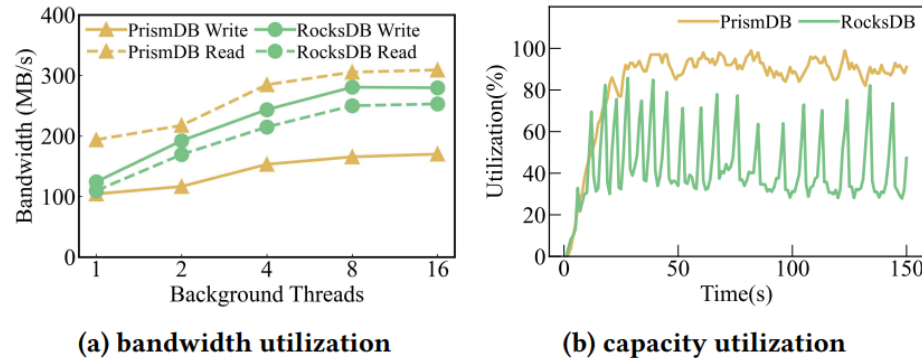 PrismDB Write RocksDB Write
PrismDB Read RocksDB Read
400
300
200
100
0
Bandwidth (MB/s)
1 2 4 8 16
Background Threads
(a) bandwidth utilization
PrismDB RocksDB
100
80
60
40
20
0
Utilization(%)
0 50 100 150
Time(s)
(b) capacity utilization